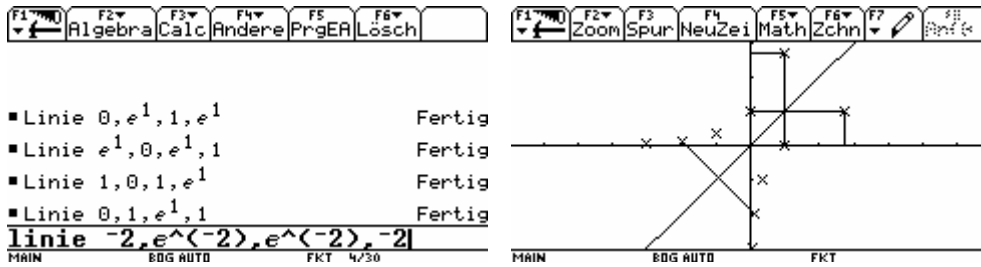 F1 F2 Algebra F3 Calc F4 Andere F5 PrgEA F6 Lösch
■ Linie 0,e^1,1,e^1 Fertig
■ Linie e^1,0,e^1,1 Fertig
■ Linie 1,0,1,e^1 Fertig
■ Linie 0,1,e^1,1 Fertig
linie ⁻2,e^(⁻2),e^(⁻2),⁻2
MAIN BOG AUTO FKT 4/30
F1 F2 Zoom F3 Spur F4 NeuZei F5 Math F6 Zchn F7
MAIN BOG AUTO FKT